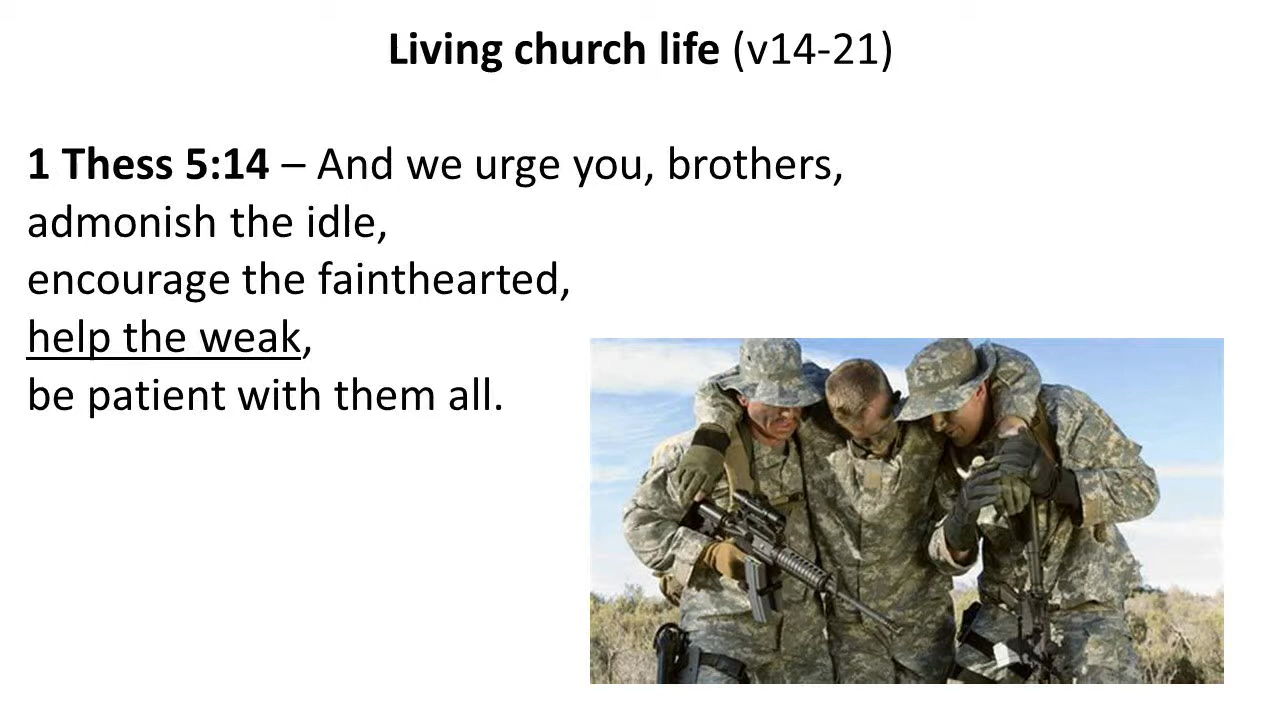 Living church life (v14-21)
1 Thess 5:14 – And we urge you, brothers,
admonish the idle,
encourage the fainthearted,
help the weak,
be patient with them all.